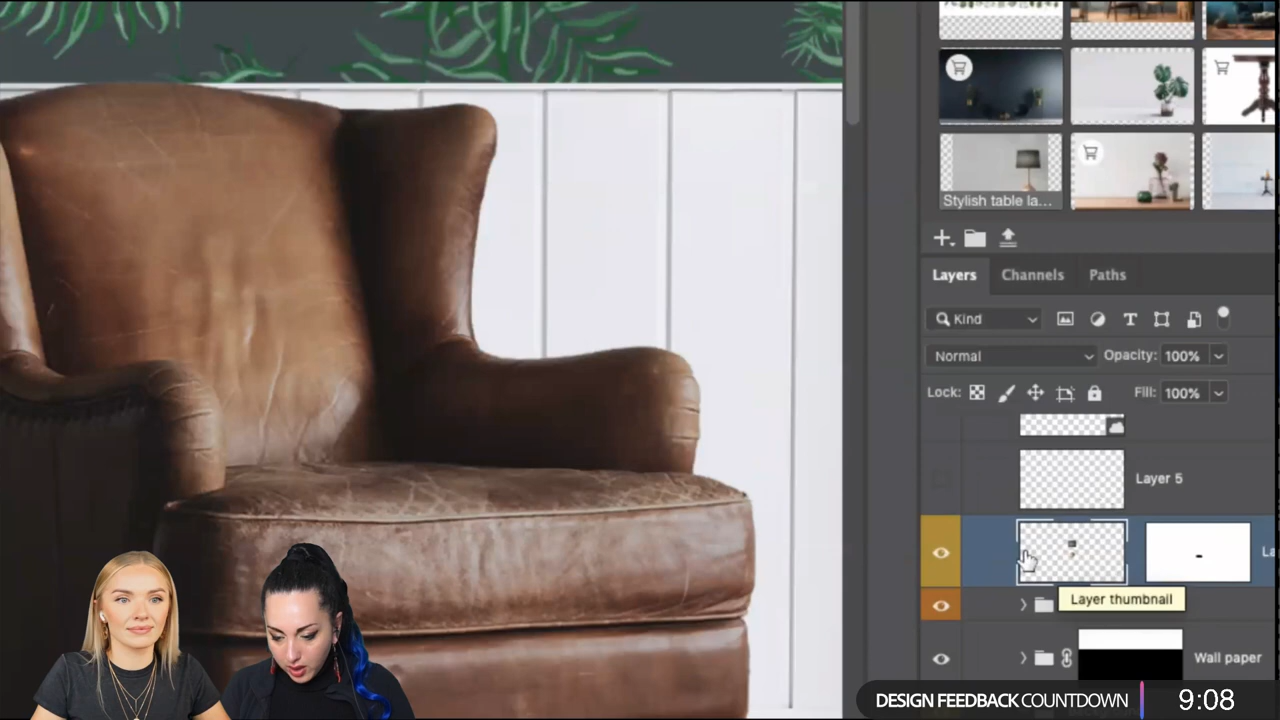 Stylish table la...
Layers Channels Paths
Kind
Normal Opacity: 100%
Lock: Fill: 100%
Layer 5
La
Layer thumbnail
Wall paper
DESIGN FEEDBACK COUNTDOWN 9:08